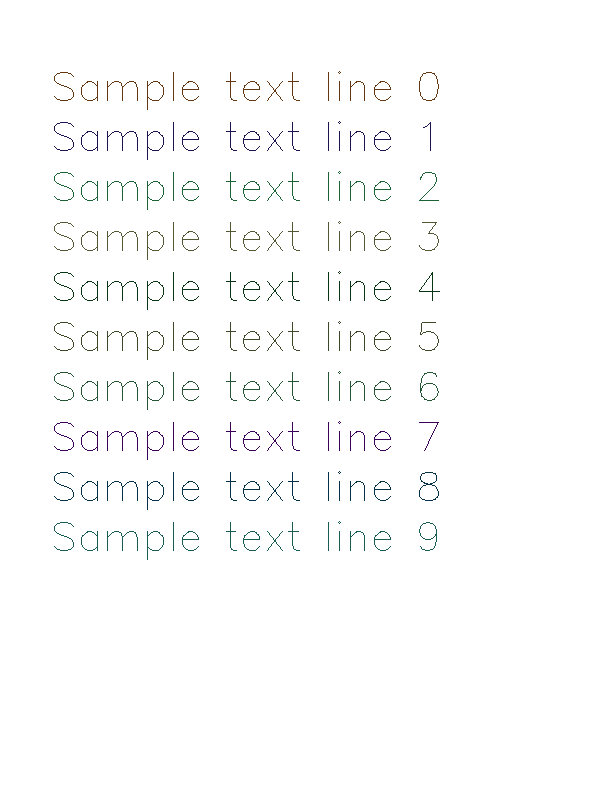 Sample text line 0
Sample text line 1
Sample text line 2
Sample text line 3
Sample text line 4
Sample text line 5
Sample text line 6
Sample text line 7
Sample text line 8
Sample text line 9